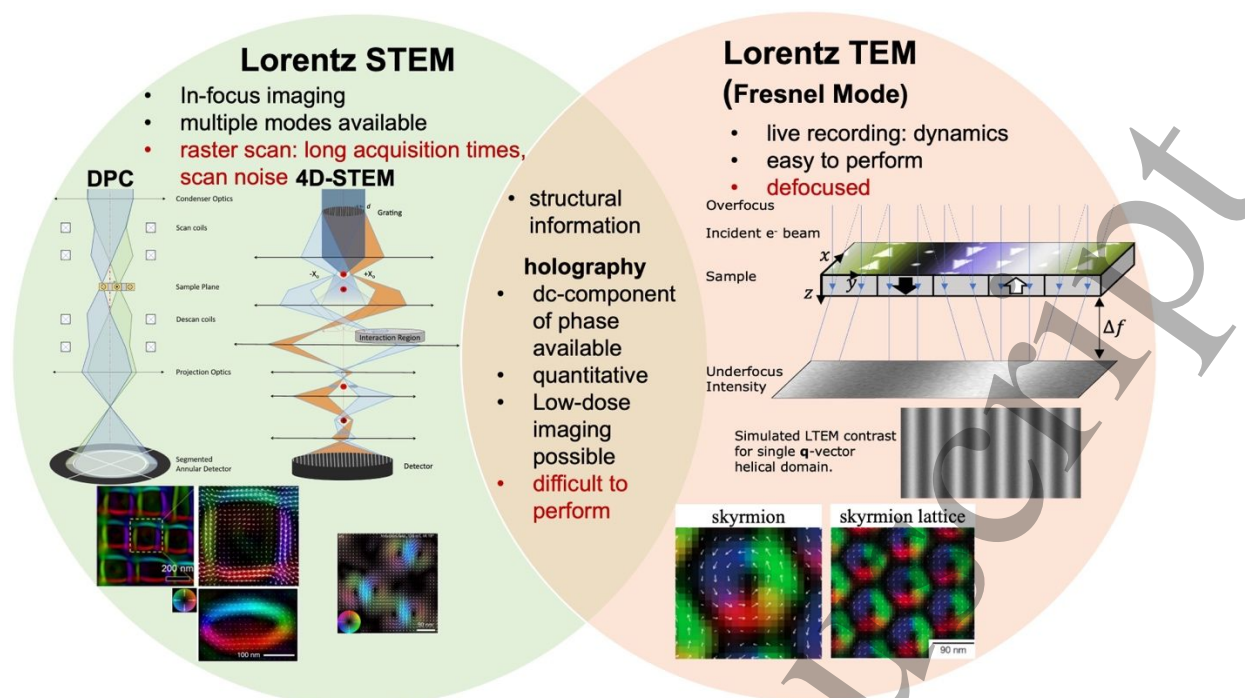 Lorentz STEM
• In-focus imaging
• multiple modes available
• raster scan: long acquisition times,
scan noise
DPC
4D-STEM
Condenser Optics
Scan coils
Sample Plane
Descan coils
Projection Optics
Segmented
Annular Detector
d
Grating
-X₀
+X₀
Interaction Region
Detector
200 nm
100 nm
90 nm
• structural
information
holography
• dc-component
of phase
available
• quantitative
• Low-dose
imaging
possible
• difficult to
perform
Lorentz TEM
(Fresnel Mode)
• live recording: dynamics
• easy to perform
• defocused
Overfocus
Incident e⁻ beam
Sample
x
y
z
Δf
Underfocus
Intensity
Simulated LTEM contrast
for single q-vector
helical domain.
skyrmion
skyrmion lattice
90 nm